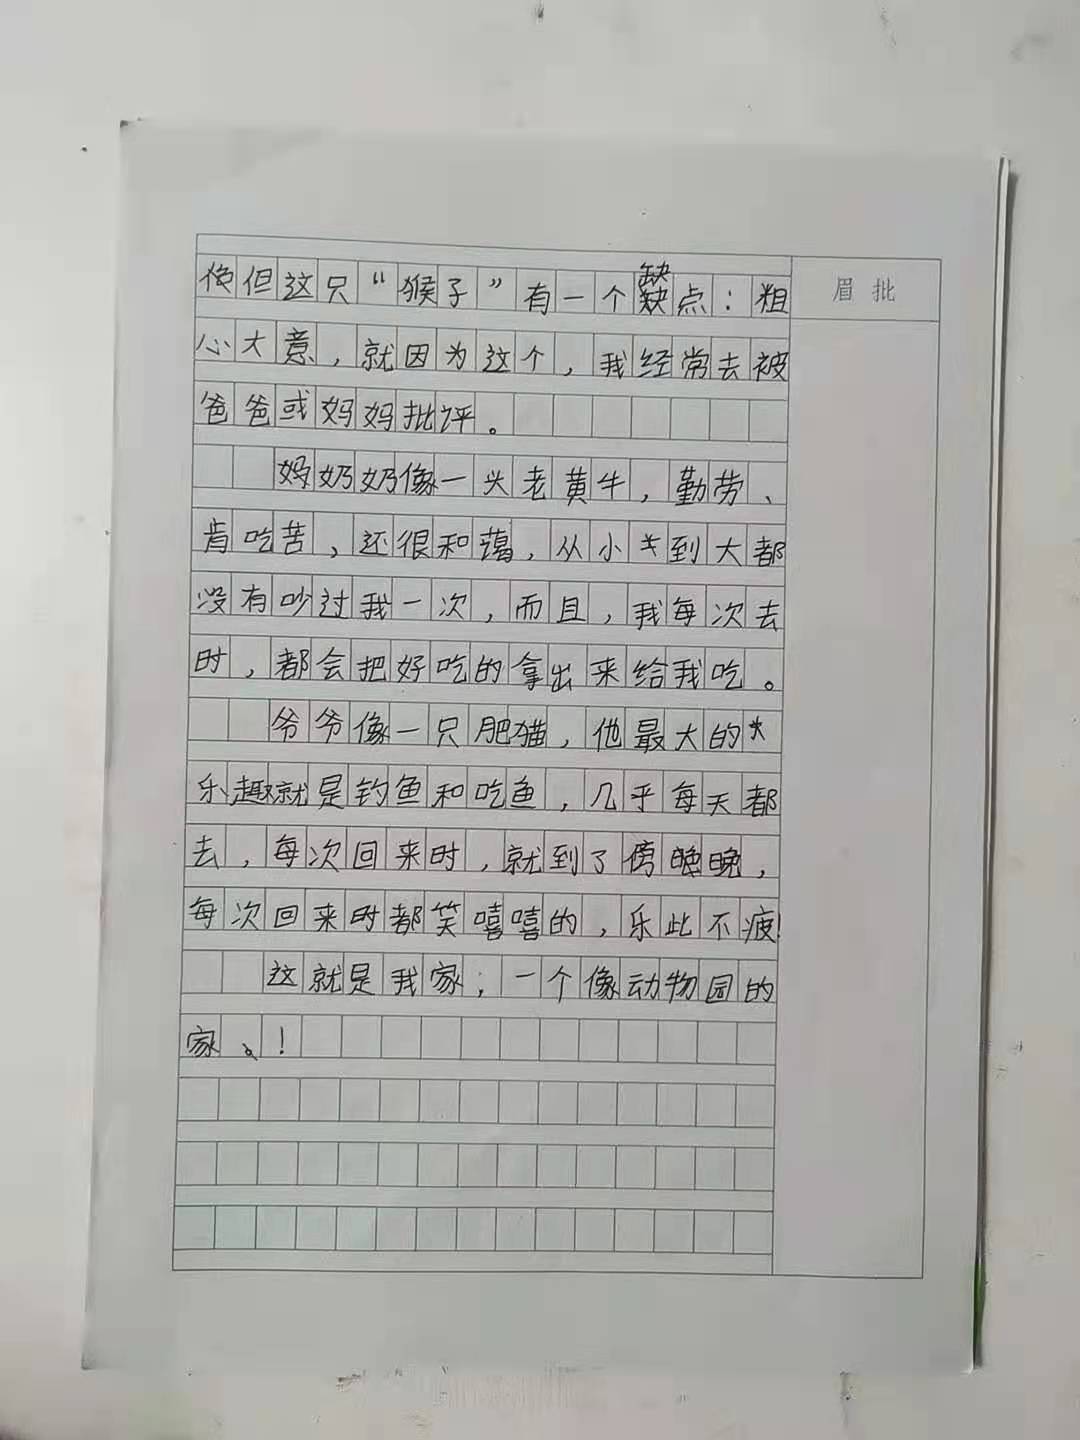 但这只“猴子”有一个缺点：粗
眉批
心大意，就因为这个，我经常去被
爸爸或妈妈批评。
奶奶像一头老黄牛，勤劳、
肯吃苦，还很和蔼，从小到大都
没有吵过我一次，而且，我每次去
时，都会把好吃的拿出来给我吃。
爷爷像一只肥猫，他最大的
乐趣就是钓鱼和吃鱼，几乎每天都
去，每次回来时，就到了傍晚，
每次回来时都笑嘻嘻的，乐此不疲！
这就是我家；一个像动物园的
家！